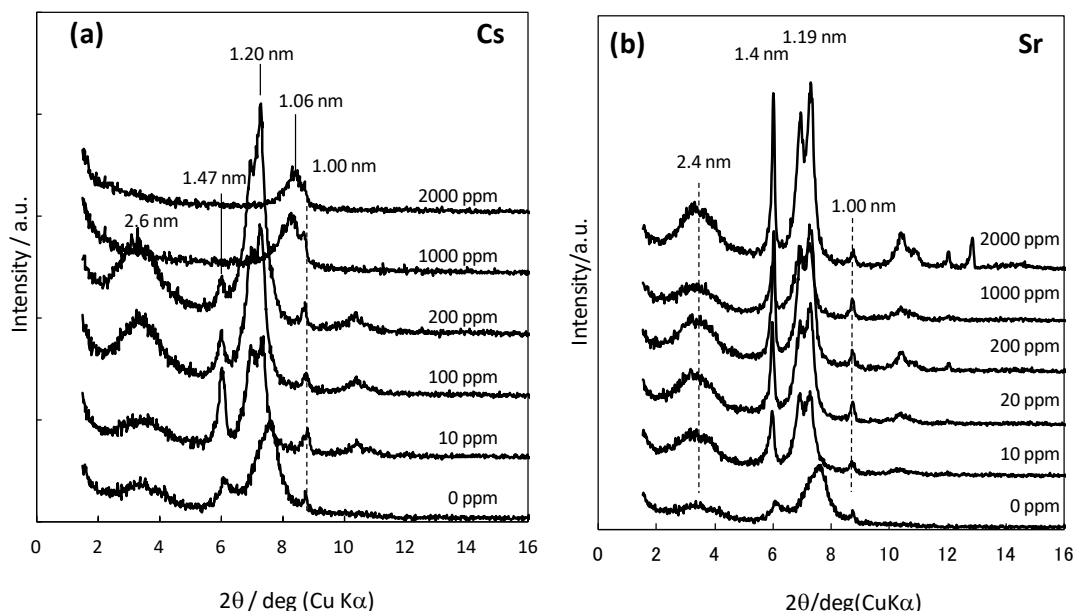 (a)
Cs
1.20 nm
1.06 nm
1.00 nm
1.47 nm
2.6 nm
2000 ppm
1000 ppm
200 ppm
100 ppm
10 ppm
0 ppm
Intensity / a.u.
0 2 4 6 8 10 12 14 16
2θ / deg (Cu Kα)
(b)
Sr
1.19 nm
1.4 nm
2.4 nm
1.00 nm
2000 ppm
1000 ppm
200 ppm
20 ppm
10 ppm
0 ppm
Intensity/a.u.
0 2 4 6 8 10 12 14 16
2θ/deg(CuKα)